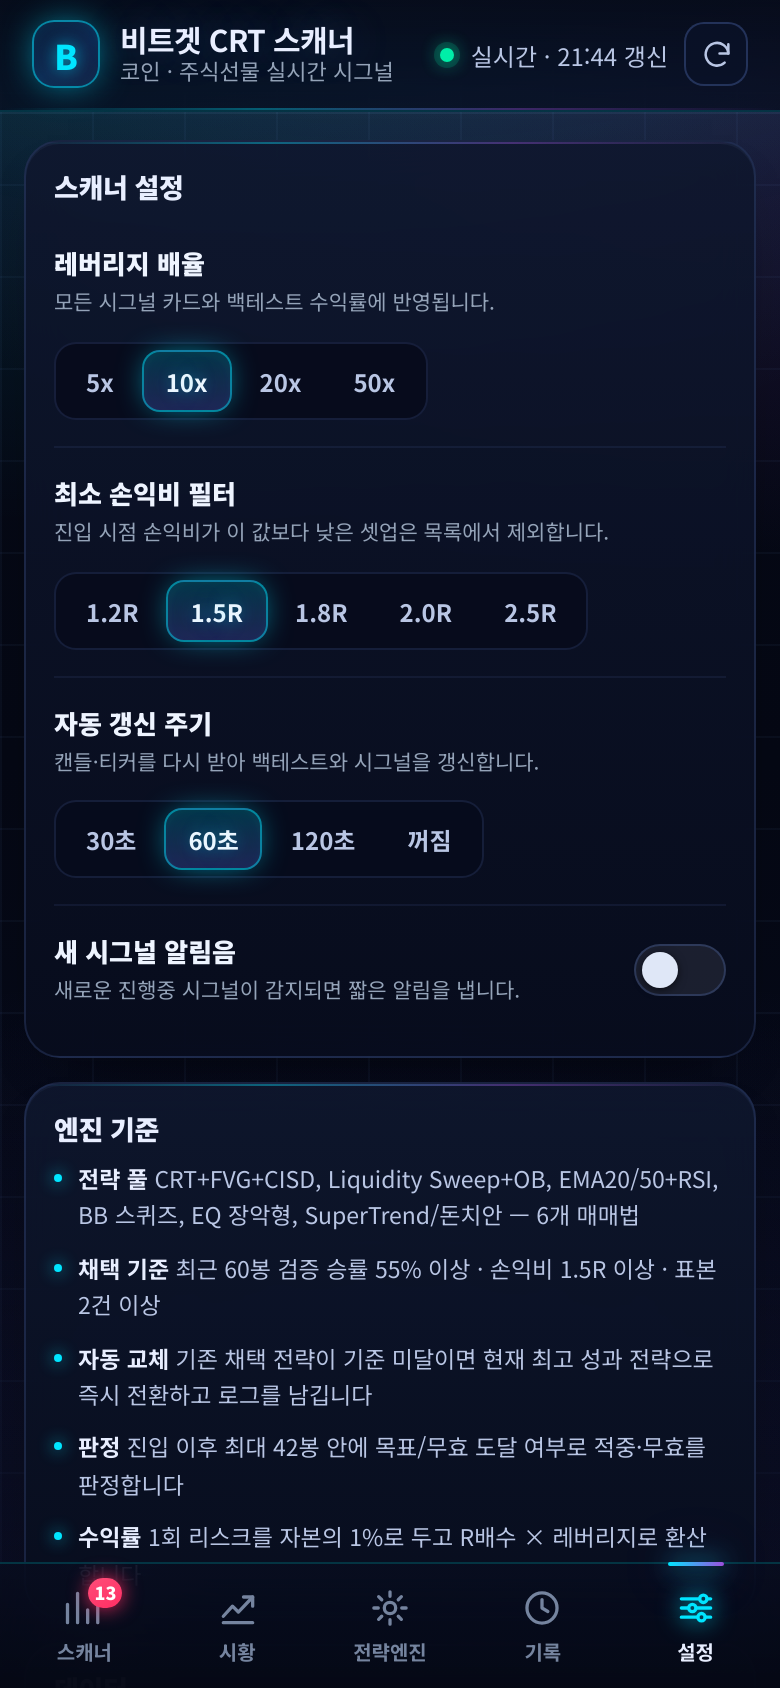 B
비트겟 CRT 스캐너
코인 · 주식선물 실시간 시그널
실시간 · 21:44 갱신
스캐너 설정
레버리지 배율
모든 시그널 카드와 백테스트 수익률에 반영됩니다.
5x 10x 20x 50x
최소 손익비 필터
진입 시점 손익비가 이 값보다 낮은 셋업은 목록에서 제외합니다.
1.2R 1.5R 1.8R 2.0R 2.5R
자동 갱신 주기
캔들·티커를 다시 받아 백테스트와 시그널을 갱신합니다.
30초 60초 120초 꺼짐
새 시그널 알림음
새로운 진행중 시그널이 감지되면 짧은 알림을 냅니다.
엔진 기준
전략 풀 CRT+FVG+CISD, Liquidity Sweep+OB, EMA20/50+RSI,
BB 스퀴즈, EQ 장악형, SuperTrend/돈치안 — 6개 매매법
채택 기준 최근 60봉 검증 승률 55% 이상 · 손익비 1.5R 이상 · 표본
2건 이상
자동 교체 기존 채택 전략이 기준 미달이면 현재 최고 성과 전략으로
즉시 전환하고 로그를 남깁니다
판정 진입 이후 최대 42봉 안에 목표/무효 도달 여부로 적중·무효를
판정합니다
수익률 1회 리스크를 자본의 1%로 두고 R배수 × 레버리지로 환산
합니다
13
스캐너 시황 전략엔진 기록 설정